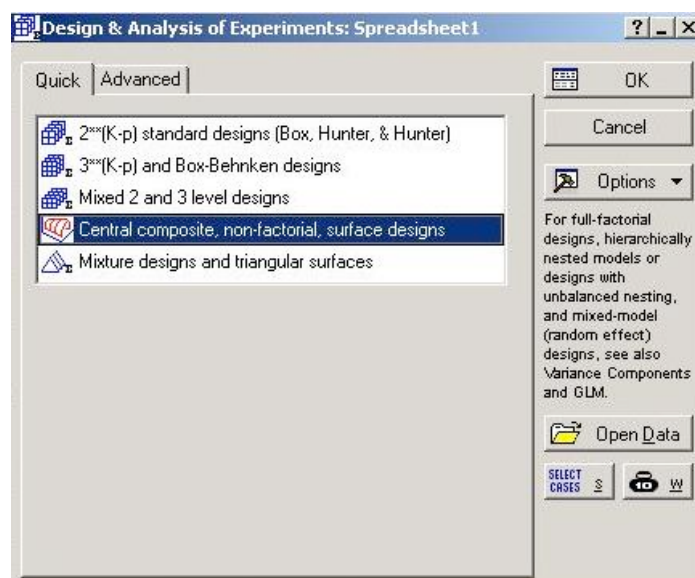 Design & Analysis of Experiments: Spreadsheet1
Quick
Advanced
2**(K-p) standard designs (Box, Hunter, & Hunter)
3**(K-p) and Box-Behnken designs
Mixed 2 and 3 level designs
Central composite, non-factorial, surface designs
Mixture designs and triangular surfaces
OK
Cancel
Options
For full-factorial
designs, hierarchically
nested models or
designs with
unbalanced nesting,
and mixed-model
(random effect)
designs, see also
Variance Components
and GLM.
Open Data
SELECT
CASES
S
10
W